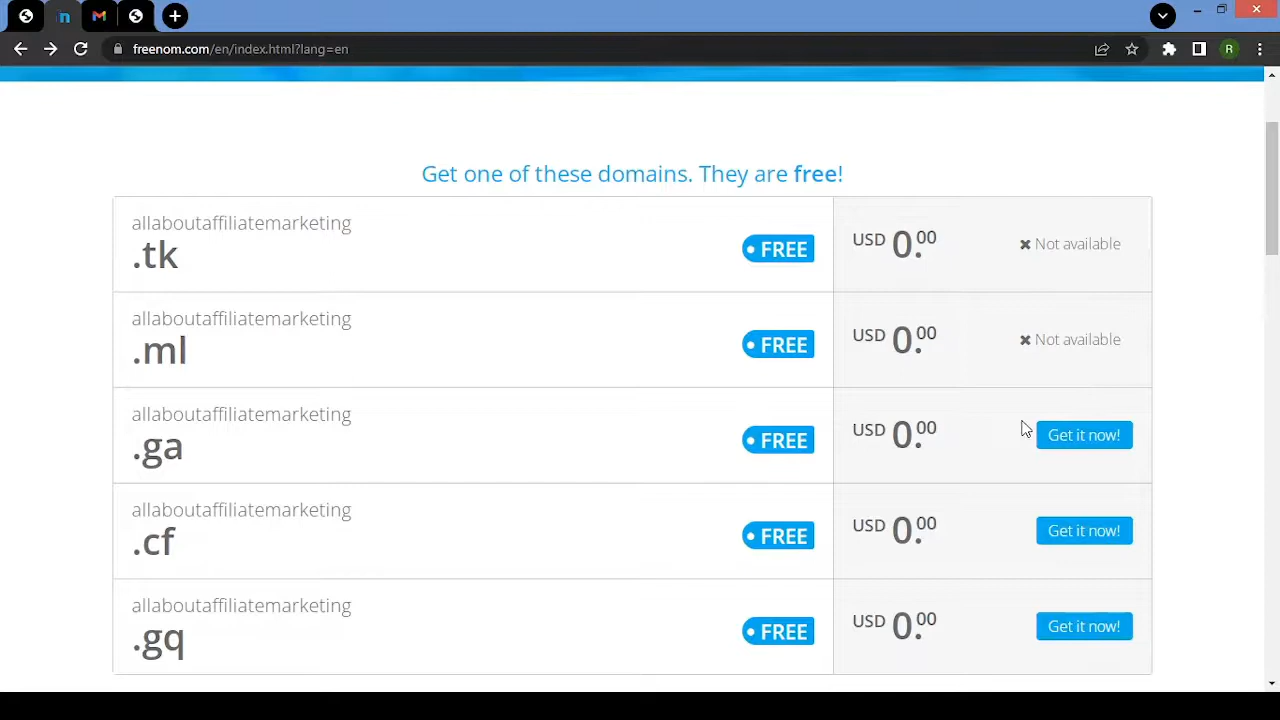 n
M
freenom.com/en/index.html?lang=en
R
Get one of these domains. They are free!
allaboutaffiliatemarketing
.tk
FREE
USD 0.00
Not available
allaboutaffiliatemarketing
.ml
FREE
USD 0.00
Not available
allaboutaffiliatemarketing
.ga
FREE
USD 0.00
Get it now!
allaboutaffiliatemarketing
.cf
FREE
USD 0.00
Get it now!
allaboutaffiliatemarketing
.gq
FREE
USD 0.00
Get it now!